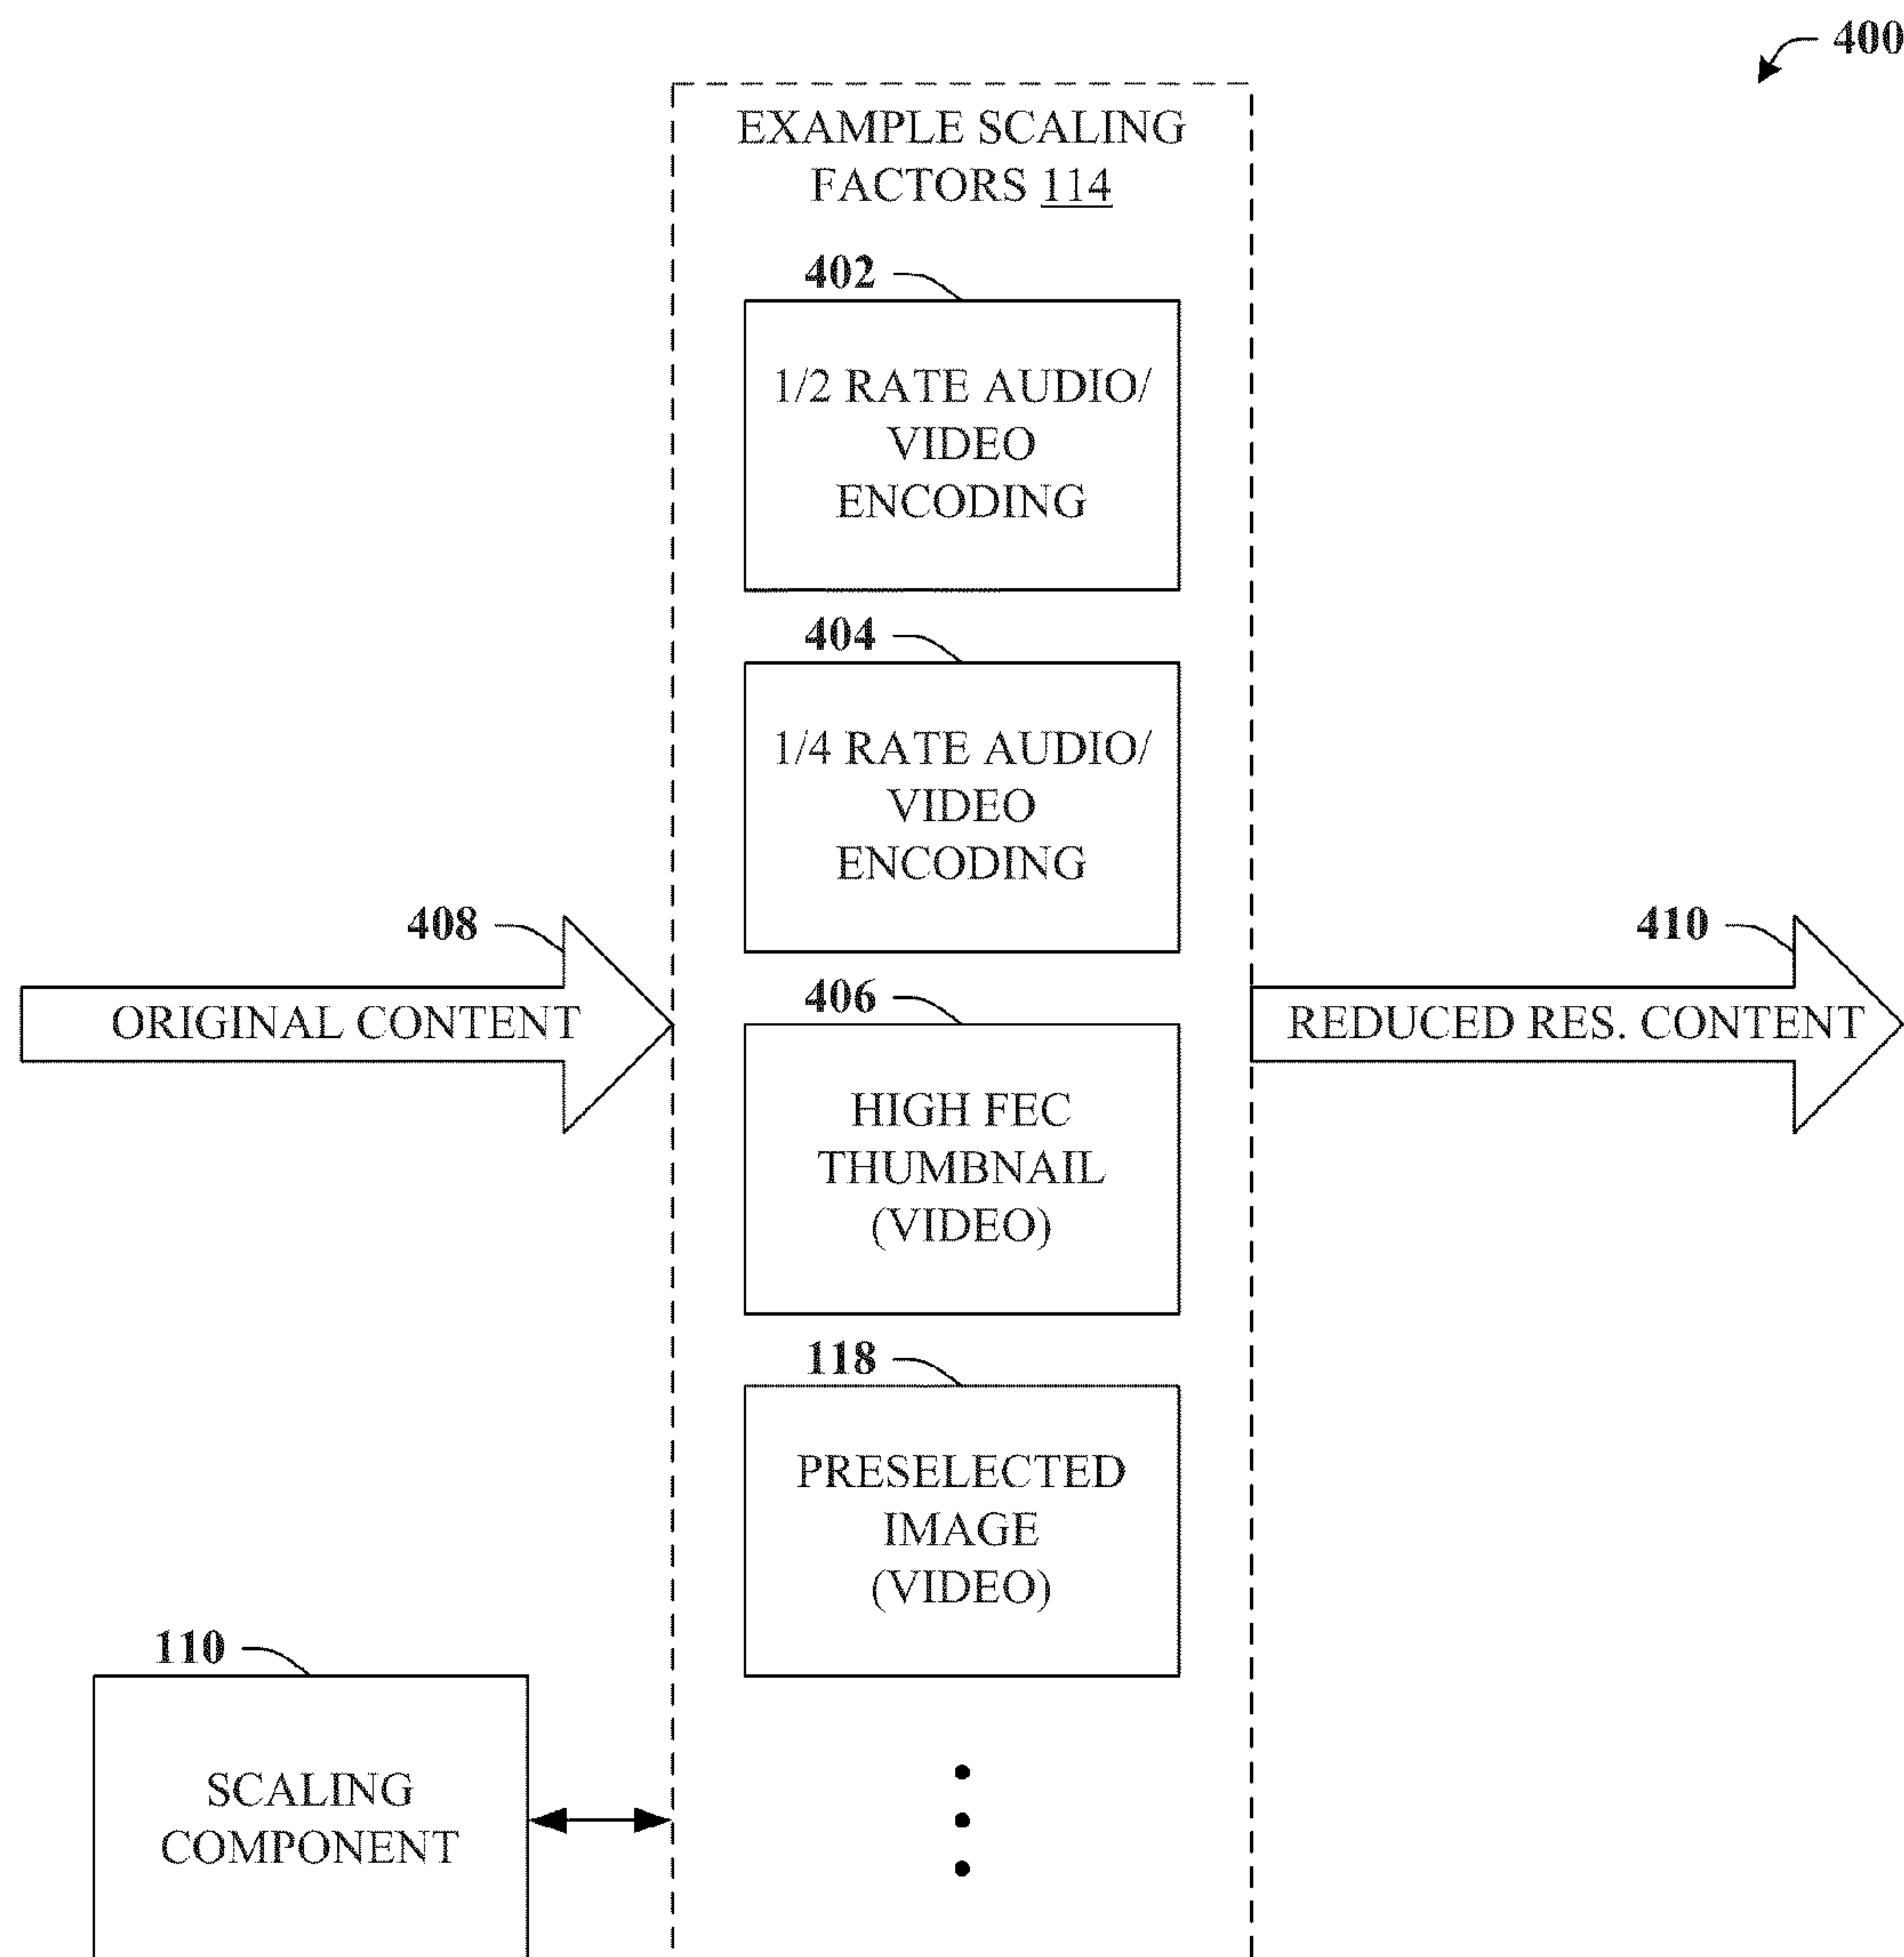 400
EXAMPLE SCALING
FACTORS 114
402
1/2 RATE AUDIO/
VIDEO
ENCODING
404
1/4 RATE AUDIO/
VIDEO
ENCODING
408
ORIGINAL CONTENT
410
REDUCED RES. CONTENT
406
HIGH FEC
THUMBNAIL
(VIDEO)
118
PRESELECTED
IMAGE
(VIDEO)
110
SCALING
COMPONENT